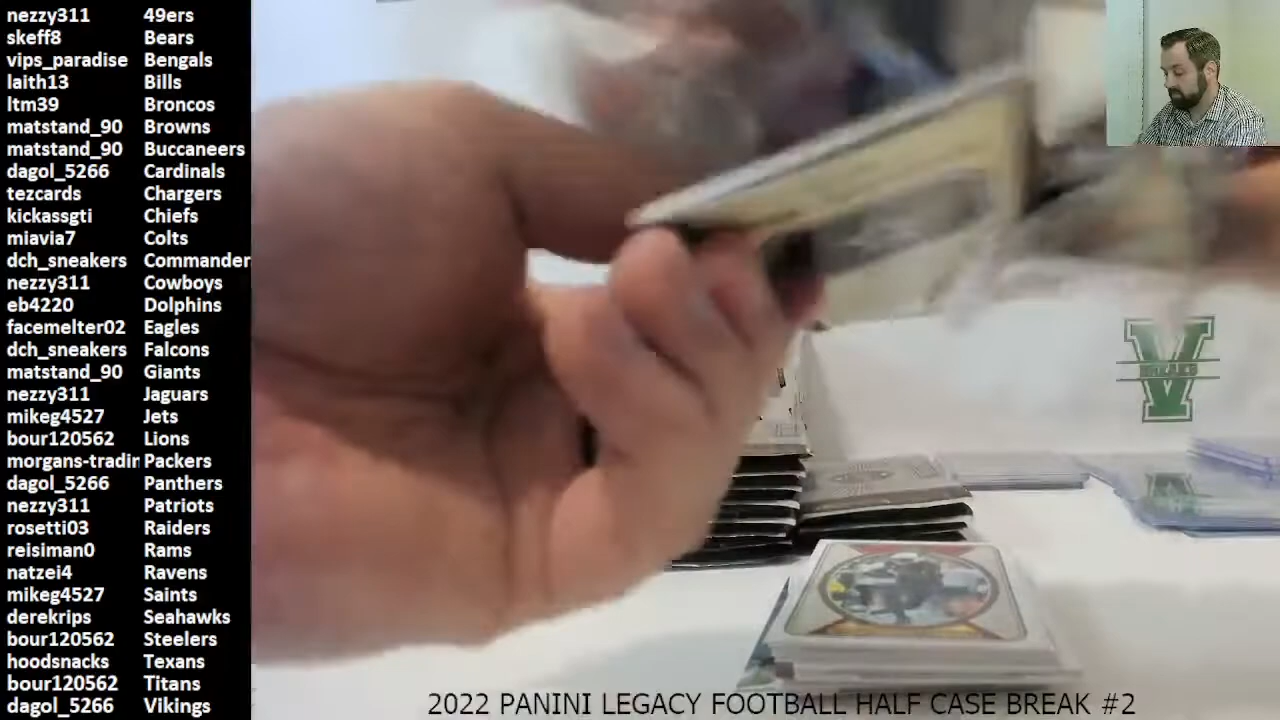 nezzy311 49ers
skeff8 Bears
vips_paradise Bengals
laith13 Bills
ltm39 Broncos
matstand_90 Browns
matstand_90 Buccaneers
dagol_5266 Cardinals
tezcards Chargers
kickassgti Chiefs
miavia7 Colts
dch_sneakers Commander
nezzy311 Cowboys
eb4220 Dolphins
facemelter02 Eagles
dch_sneakers Falcons
matstand_90 Giants
nezzy311 Jaguars
mikeg4527 Jets
bour120562 Lions
morgans-tradin Packers
dagol_5266 Panthers
nezzy311 Patriots
rosetti03 Raiders
reisiman0 Rams
natzei4 Ravens
mikeg4527 Saints
derekrips Seahawks
bour120562 Steelers
hoodsnacks Texans
bour120562 Titans
dagol_5266 Vikings
V
2022 PANINI LEGACY FOOTBALL HALF CASE BREAK #2